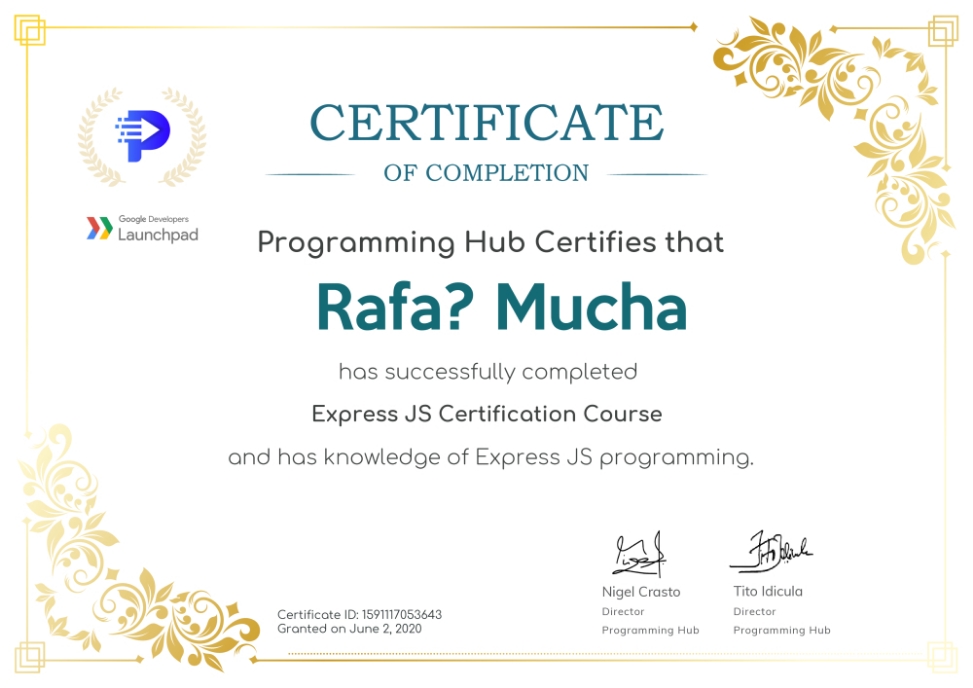 CERTIFICATE
OF COMPLETION
Google Developers
Launchpad
Programming Hub Certifies that
Rafa? Mucha
has successfully completed
Express JS Certification Course
and has knowledge of Express JS programming.
Nigel Crasto
Director
Programming Hub
Tito Idicula
Director
Programming Hub
Certificate ID: 1591117053643
Granted on June 2, 2020